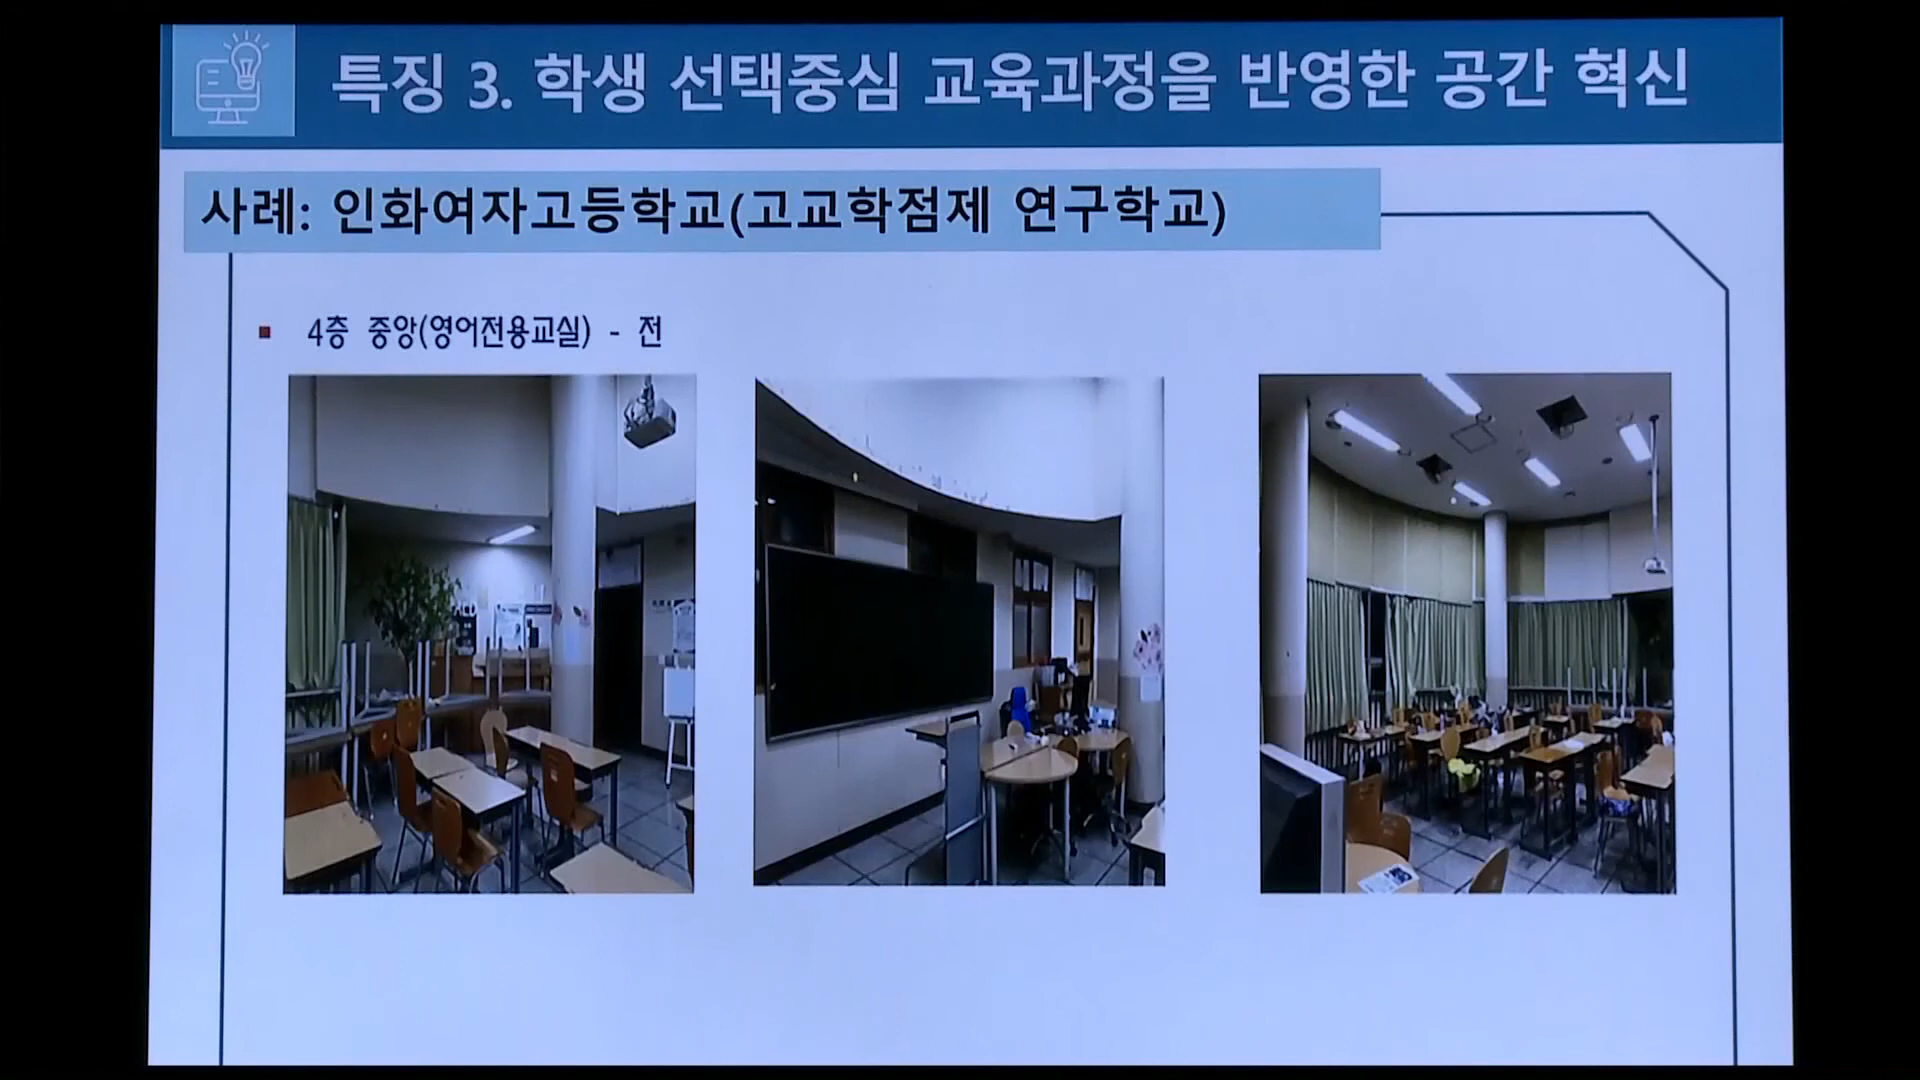 특징 3. 학생 선택중심 교육과정을 반영한 공간 혁신
사례: 인화여자고등학교(고교학점제 연구학교)
▪ 4층 중앙(영어전용교실) - 전